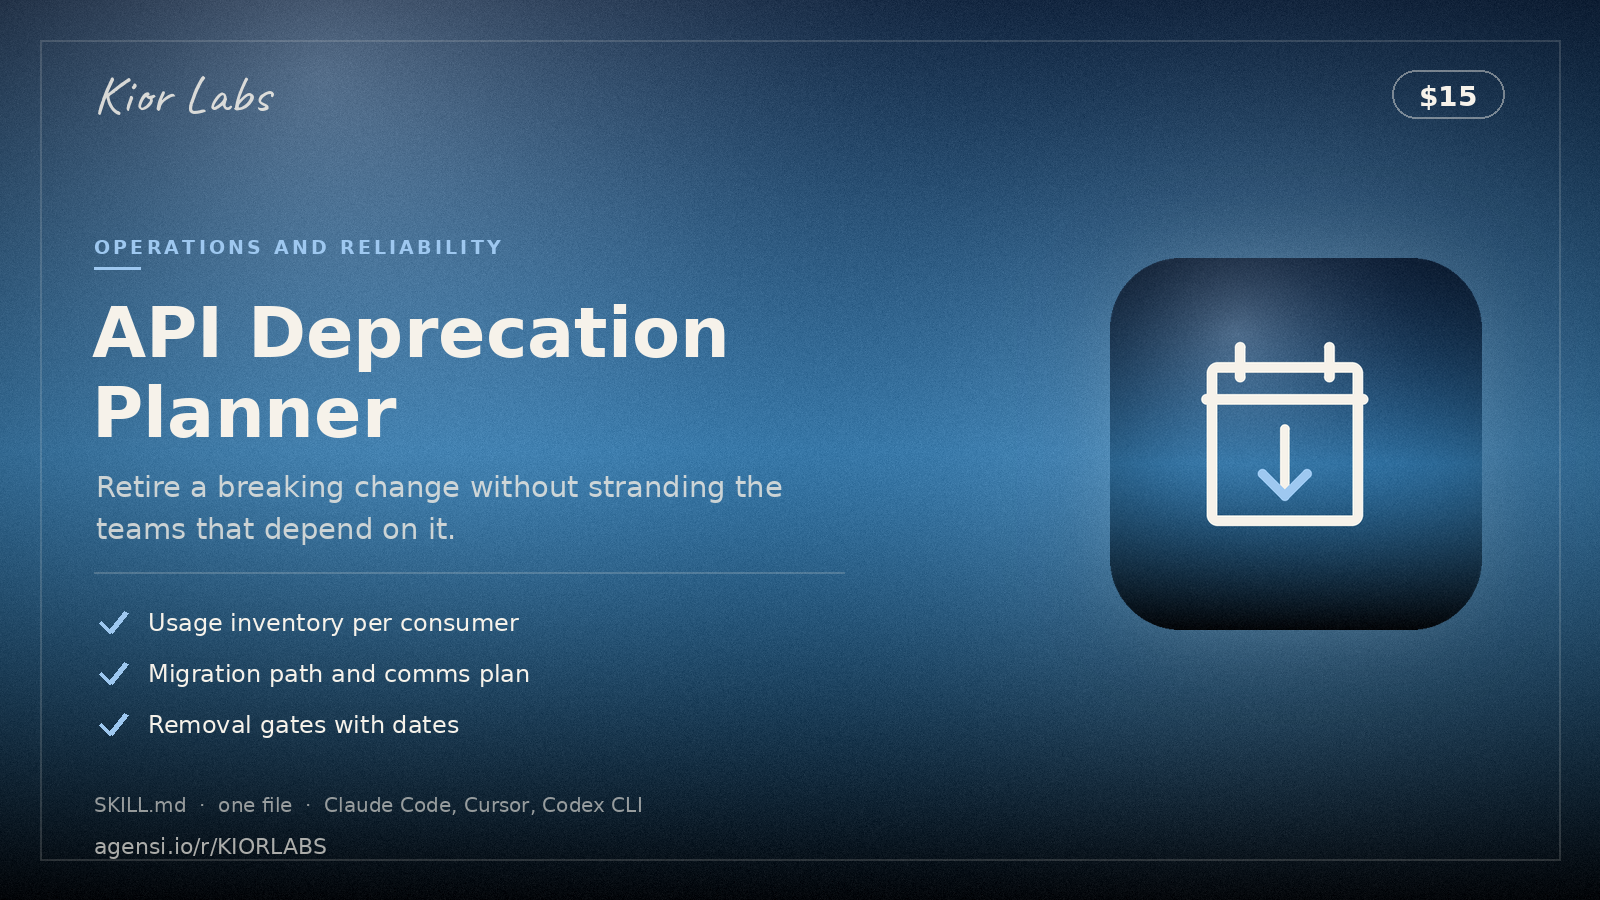 Kior Labs
$15
OPERATIONS AND RELIABILITY
API Deprecation
Planner
Retire a breaking change without stranding the
teams that depend on it.
Usage inventory per consumer
Migration path and comms plan
Removal gates with dates
SKILL.md · one file · Claude Code, Cursor, Codex CLI
agensi.io/r/KIORLABS